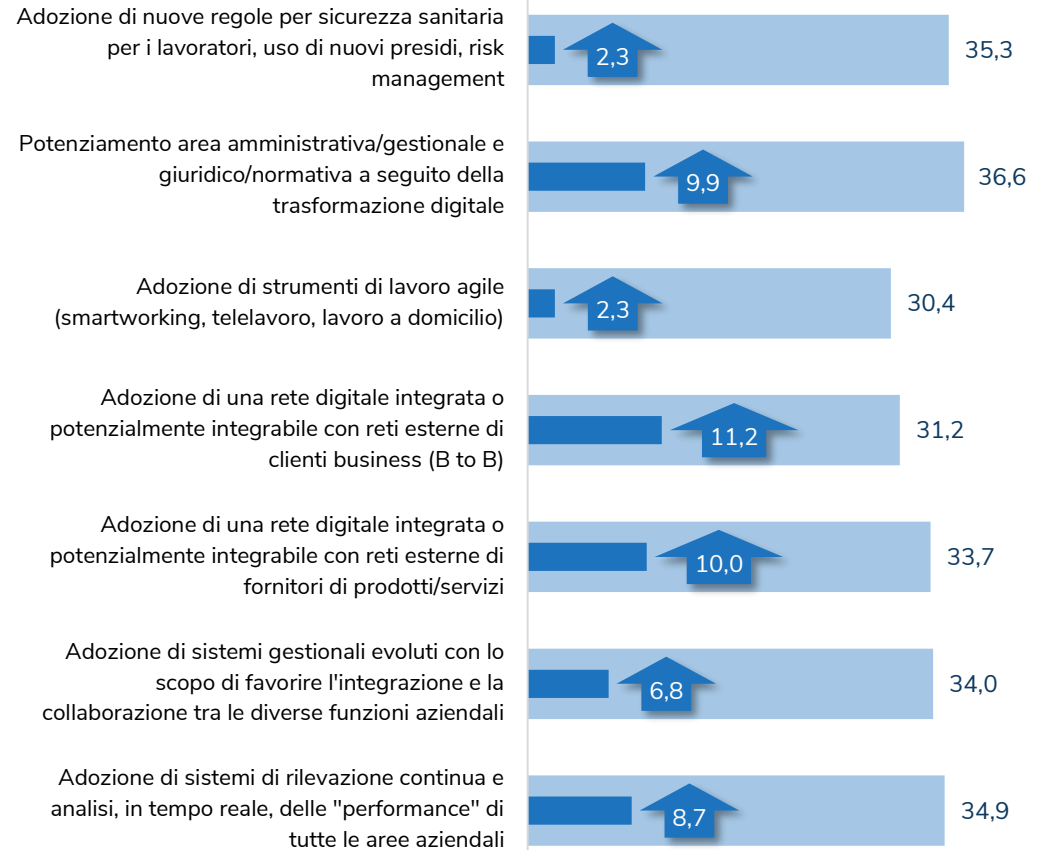 Adozione di nuove regole per sicurezza sanitaria
per i lavoratori, uso di nuovi presidi, risk
management
2,3
35,3
Potenziamento area amministrativa/gestionale e
giuridico/normativa a seguito della
trasformazione digitale
9,9
36,6
Adozione di strumenti di lavoro agile
(smartworking, telelavoro, lavoro a domicilio)
2,3
30,4
Adozione di una rete digitale integrata o
potenzialmente integrabile con reti esterne di
clienti business (B to B)
11,2
31,2
Adozione di una rete digitale integrata o
potenzialmente integrabile con reti esterne di
fornitori di prodotti/servizi
10,0
33,7
Adozione di sistemi gestionali evoluti con lo
scopo di favorire l'integrazione e la
collaborazione tra le diverse funzioni aziendali
6,8
34,0
Adozione di sistemi di rilevazione continua e
analisi, in tempo reale, delle "performance" di
tutte le aree aziendali
8,7
34,9